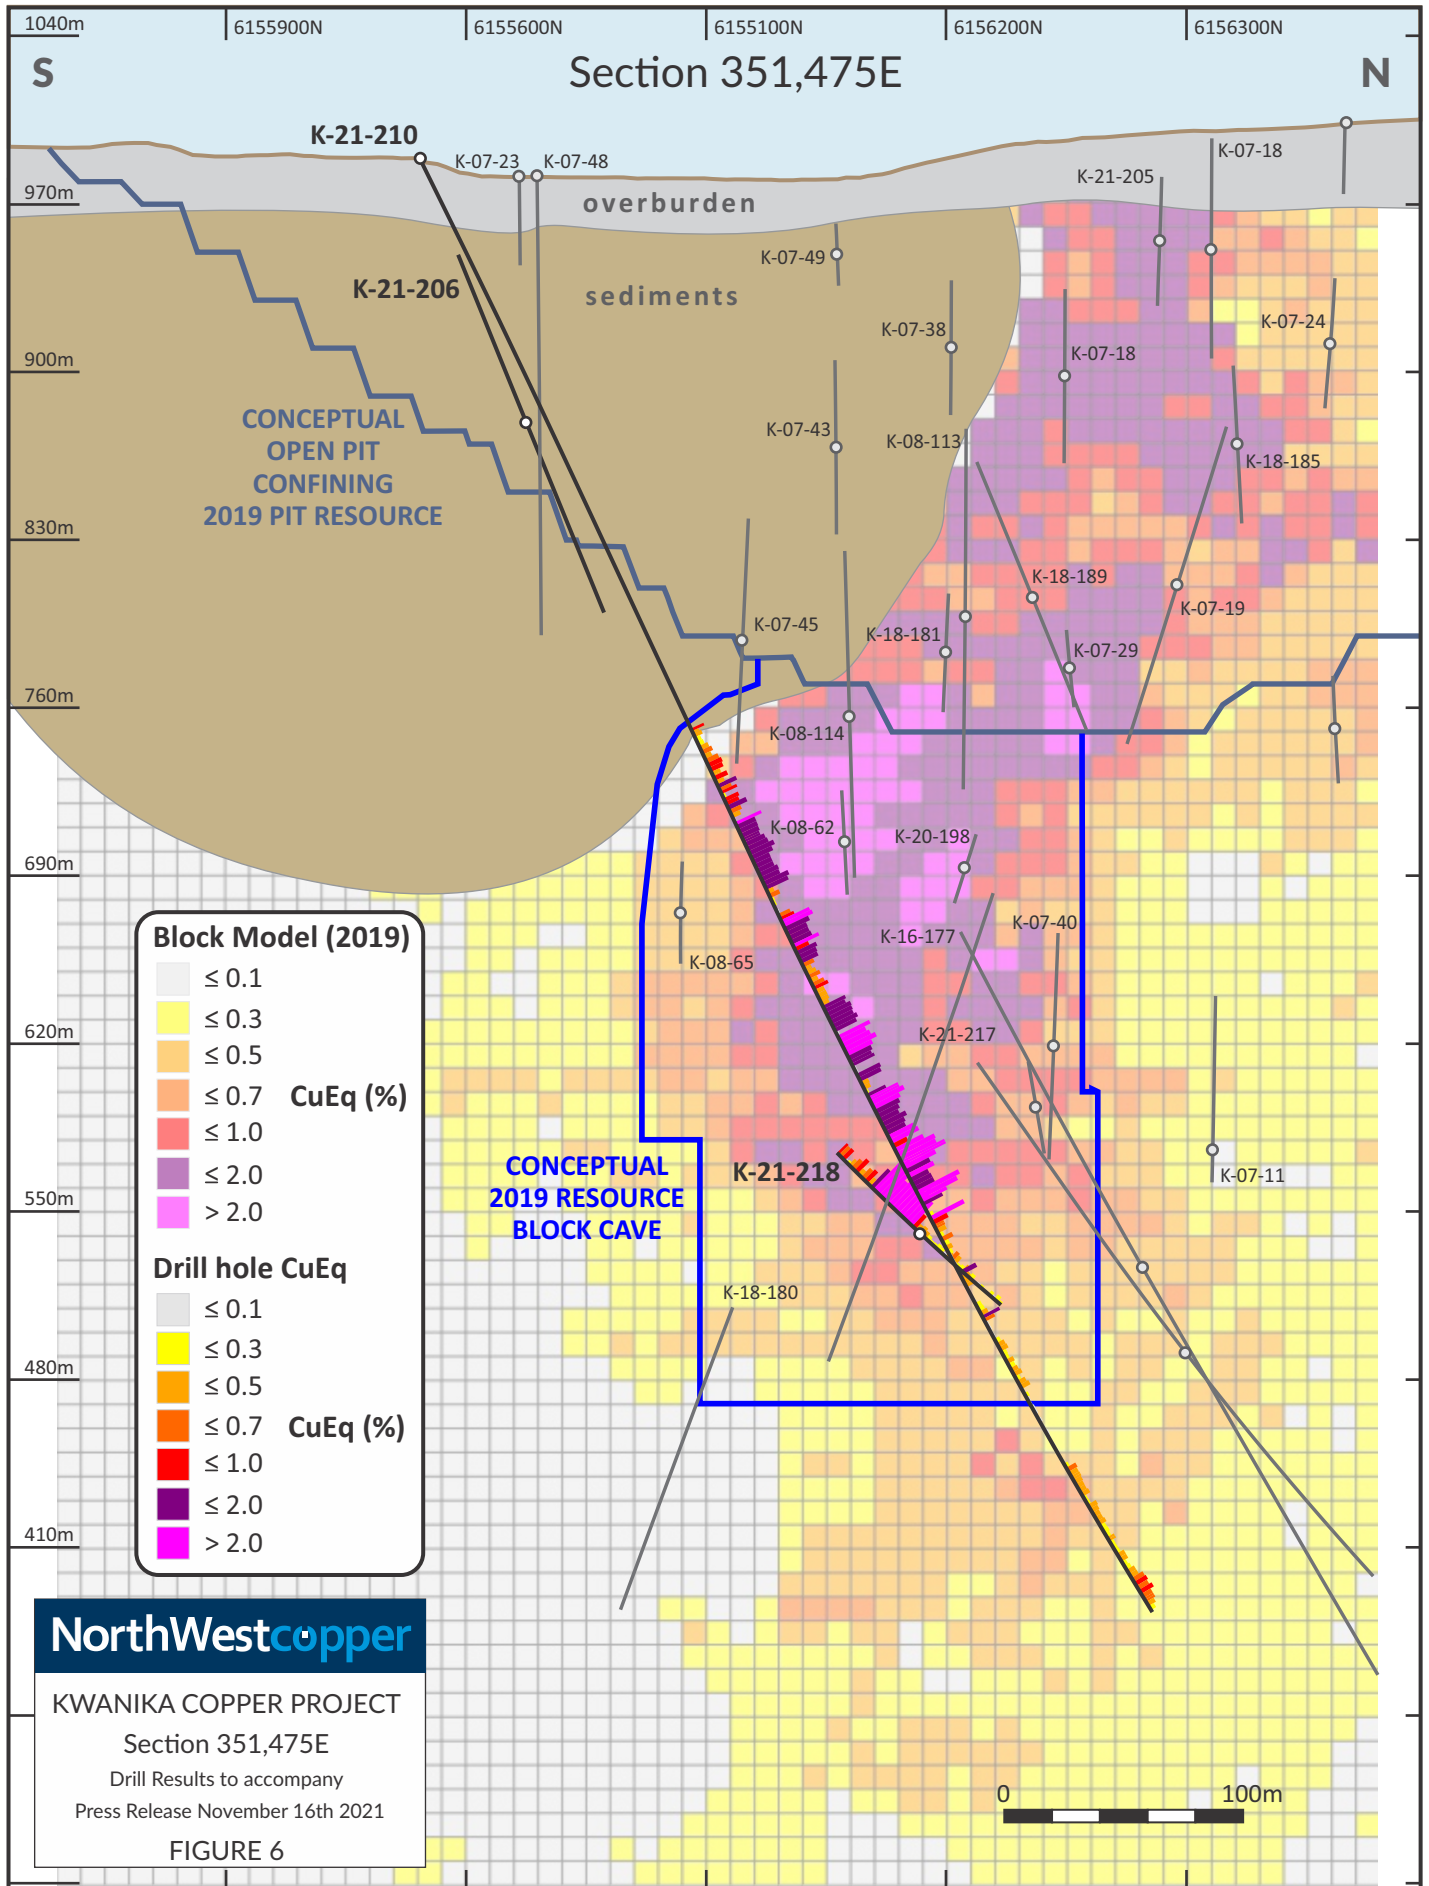 1040m
6155900N
6155600N
6155100N
6156200N
6156300N
S
Section 351,475E
N
K-21-210
K-07-23
K-07-48
K-07-18
K-21-205
970m
overburden
K-07-49
K-21-206
sediments
K-07-38
K-07-24
900m
K-07-18
CONCEPTUAL
OPEN PIT
CONFINING
2019 PIT RESOURCE
K-07-43
K-08-113
K-18-185
830m
K-18-189
K-07-19
K-07-45
K-18-181
K-07-29
760m
K-08-114
K-08-62
K-20-198
690m
K-07-40
K-16-177
K-08-65
Block Model (2019)
≤ 0.1
≤ 0.3
≤ 0.5
≤ 0.7 CuEq (%)
≤ 1.0
≤ 2.0
> 2.0
620m
K-21-217
CONCEPTUAL
2019 RESOURCE
BLOCK CAVE
K-21-218
K-07-11
550m
Drill hole CuEq
≤ 0.1
≤ 0.3
≤ 0.5
≤ 0.7 CuEq (%)
≤ 1.0
≤ 2.0
> 2.0
K-18-180
480m
410m
NorthWestcopper
KWANIKA COPPER PROJECT
Section 351,475E
Drill Results to accompany
Press Release November 16th 2021
FIGURE 6
0 100m